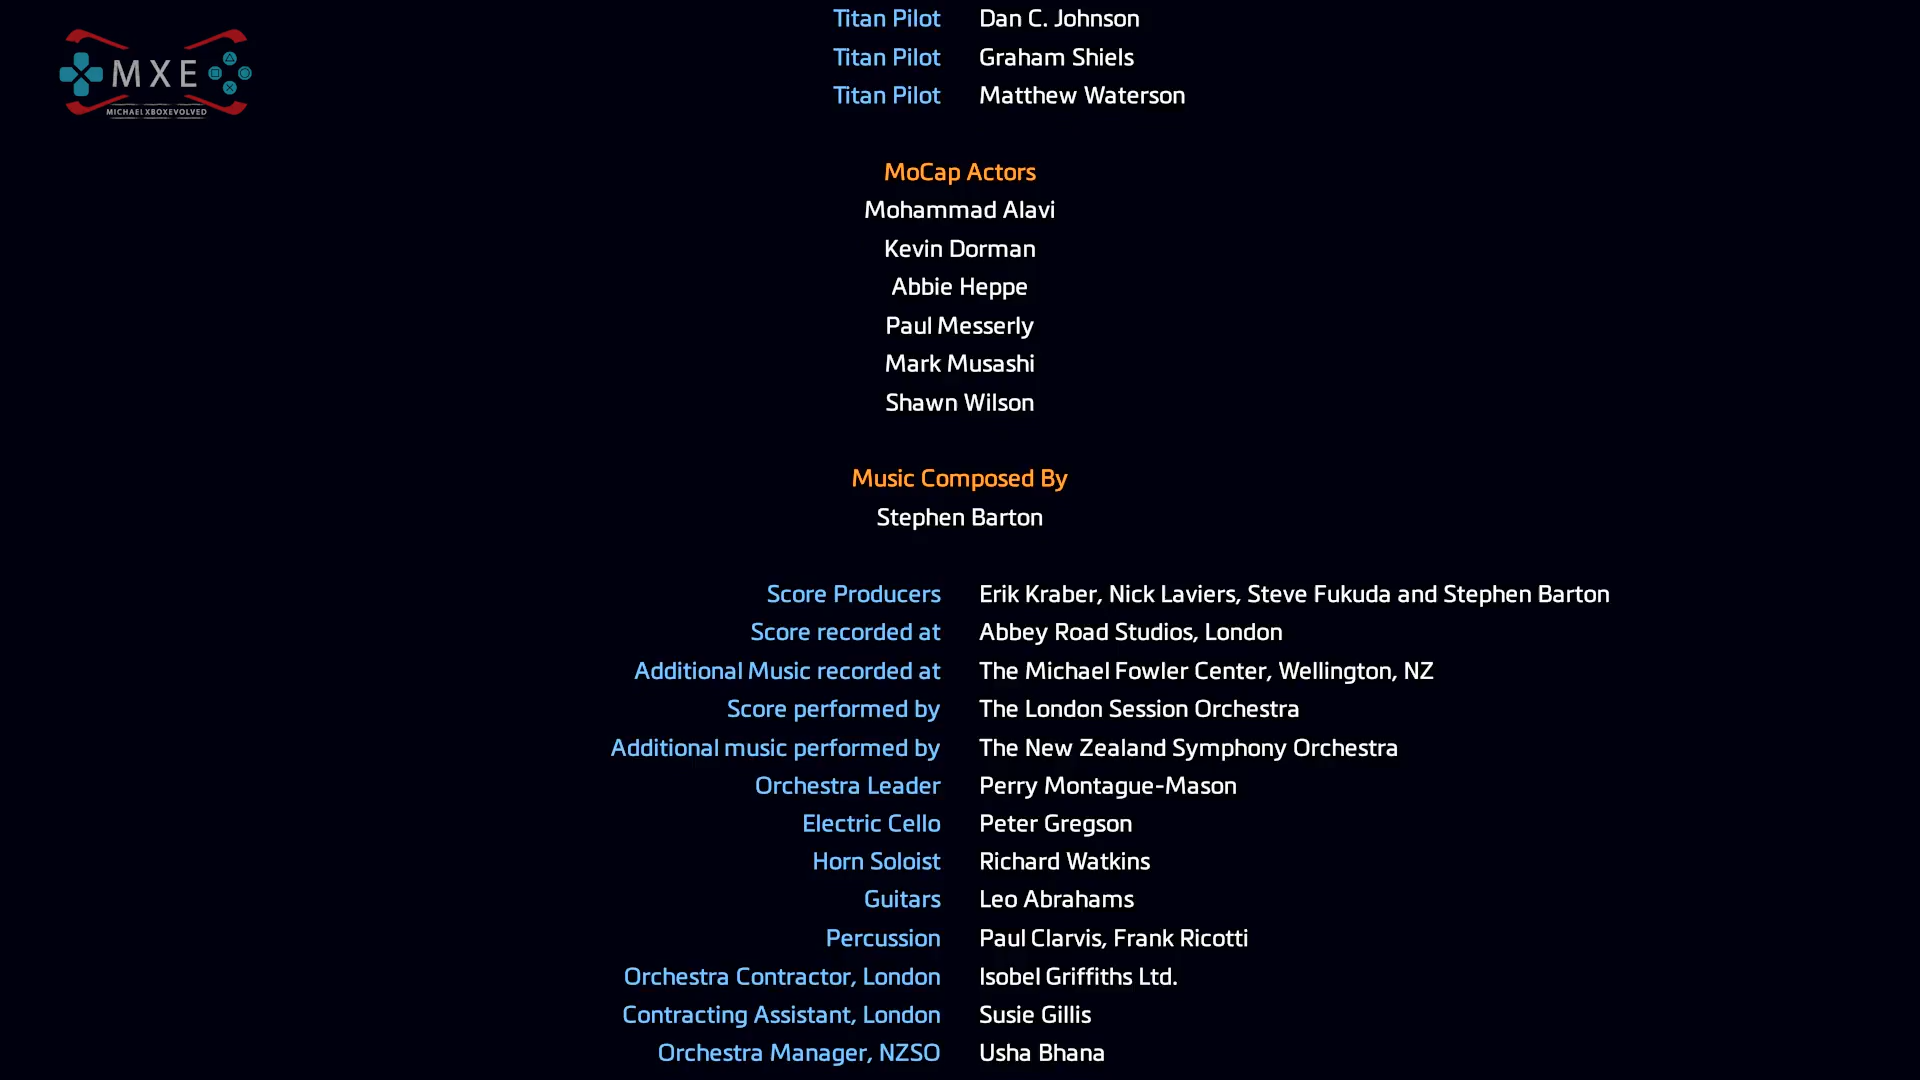 MXE
MICHAELXBOXEVOLVED
Titan Pilot Dan C. Johnson
Titan Pilot Graham Shiels
Titan Pilot Matthew Waterson
MoCap Actors
Mohammad Alavi
Kevin Dorman
Abbie Heppe
Paul Messerly
Mark Musashi
Shawn Wilson
Music Composed By
Stephen Barton
Score Producers Erik Kraber, Nick Laviers, Steve Fukuda and Stephen Barton
Score recorded at Abbey Road Studios, London
Additional Music recorded at The Michael Fowler Center, Wellington, NZ
Score performed by The London Session Orchestra
Additional music performed by The New Zealand Symphony Orchestra
Orchestra Leader Perry Montague-Mason
Electric Cello Peter Gregson
Horn Soloist Richard Watkins
Guitars Leo Abrahams
Percussion Paul Clarvis, Frank Ricotti
Orchestra Contractor, London Isobel Griffiths Ltd.
Contracting Assistant, London Susie Gillis
Orchestra Manager, NZSO Usha Bhana